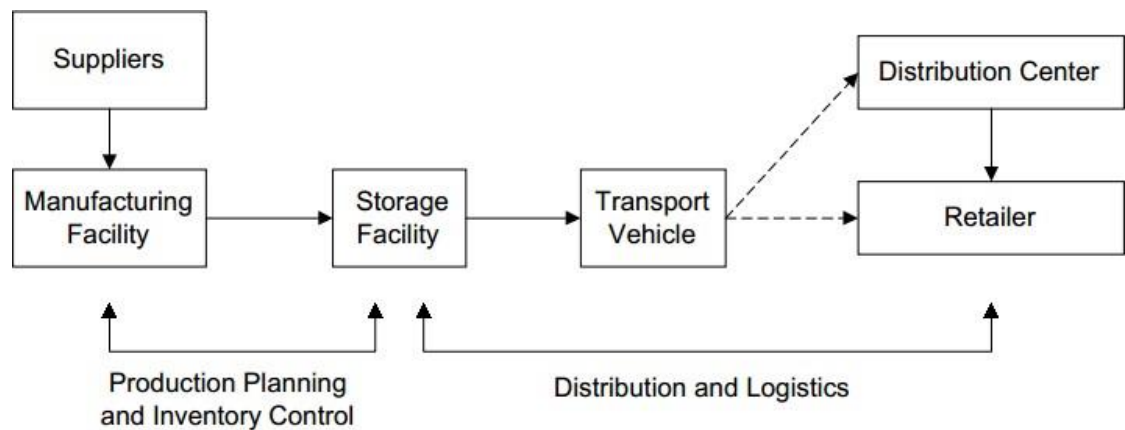 Suppliers
Distribution Center
Manufacturing
Facility
Storage
Facility
Transport
Vehicle
Retailer
Production Planning
and Inventory Control
Distribution and Logistics